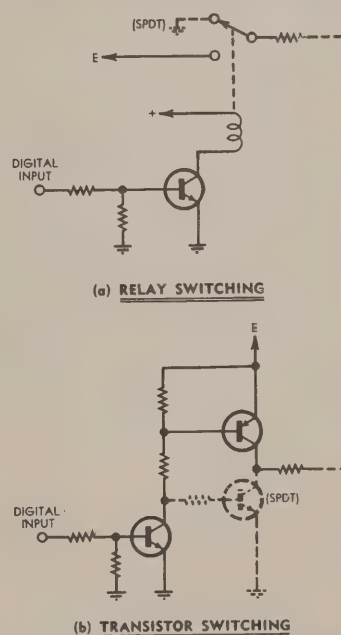 (SPDT)
E
+
DIGITAL
INPUT
(a) RELAY SWITCHING
E
DIGITAL
INPUT
(SPDT)
(b) TRANSISTOR SWITCHING